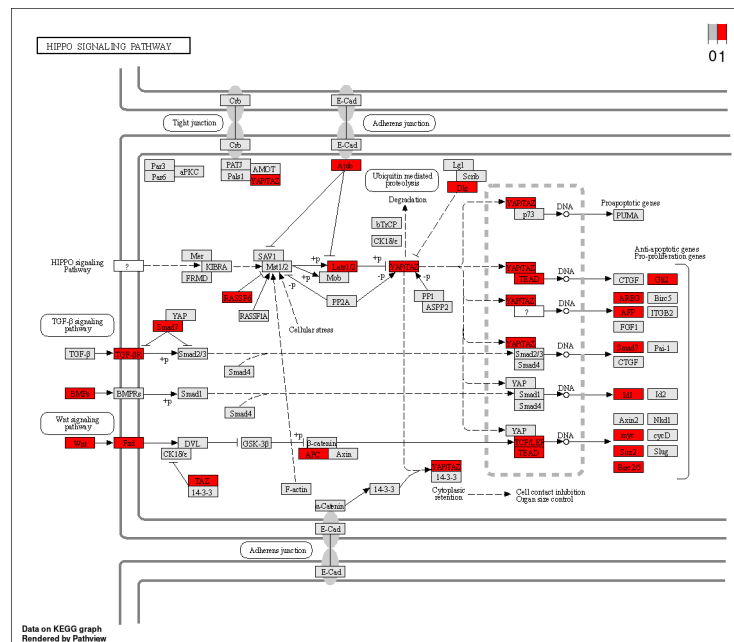 HIPPO SIGNALING PATHWAY
01
Crb
E-Cad
Tight junction
Adherens junction
Crb
E-Cad
Par3
Par6
aPKC
PATJ
Pals1
AMOT
YAP/TAZ
Ajub
Ubiquitin mediated
proteolysis
Lgl
Scrib
Dlg
Degradation
bTrCP
CK1δ/ε
YAP/TAZ
p73
DNA
Proapoptotic genes
PUMA
Anti-apoptotic genes
Pro-proliferation genes
HIPPO signaling
Pathway
?
Mer
KIBRA
FRMD
SAV1
Mst1/2
+p
-p
+p
Lats1/2
Mob
+p
-p
YAP/TAZ
-p
PP2A
PP1
ASPP2
RASSF6
RASSF1A
Cellular stress
YAP/TAZ
TEAD
DNA
CTGF
Gli2
YAP/TAZ
?
DNA
AREG
Birc5
AFP
ITGB2
FGF1
TGF-β signaling
pathway
YAP
Smad7
TGF-β
TGF-βR
+p
Smad2/3
Smad4
YAP/TAZ
Smad2/3
Smad4
DNA
Smad7
Pai-1
CTGF
BMPs
BMPRs
+p
Smad1
Smad4
YAP
Smad1
Smad4
DNA
Id1
Id2
Wnt signaling
pathway
Wnt
Fzd
DVL
CK1δ/ε
GSK-3β
+p
β-catenin
APC
Axin
YAP
TCF/LEF
TEAD
DNA
Axin2
Nkd1
myc
cycD
Sox2
Slug
Birc2/5
TAZ
14-3-3
F-actin
α-Catenin
14-3-3
YAP/TAZ
14-3-3
Cytoplasic
retention
Cell contact inhibition
Organ size control
E-Cad
Adherens junction
E-Cad
Data on KEGG graph
Rendered by Pathview